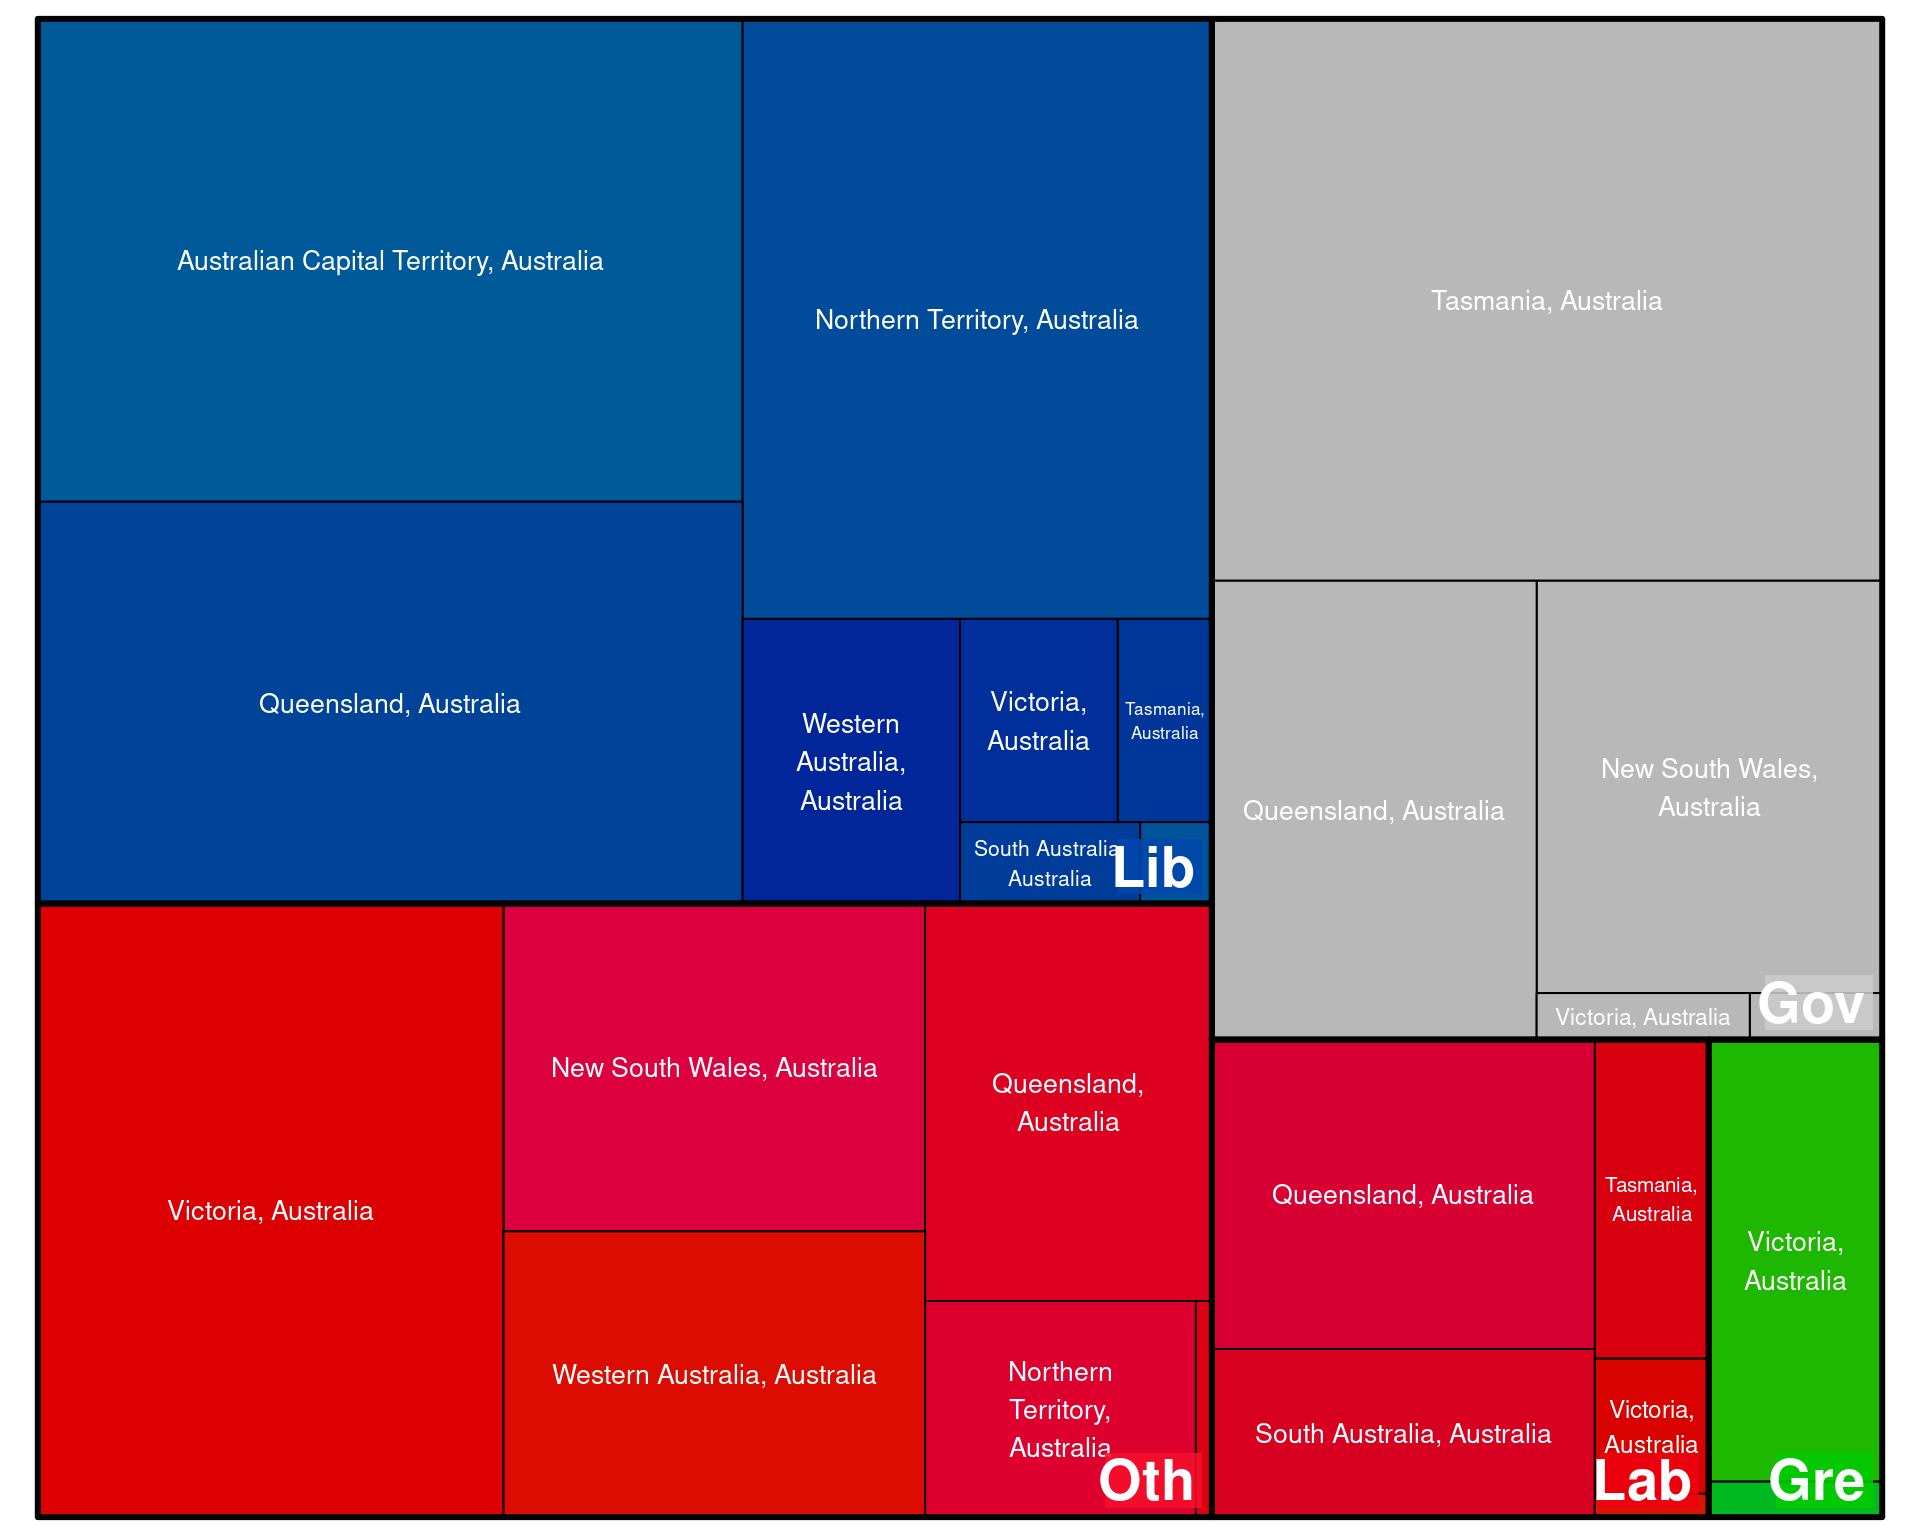 Australian Capital Territory, Australia
Northern Territory, Australia
Queensland, Australia
Western
Australia,
Australia
Victoria,
Australia
Tasmania,
Australia
South Australia
Australia
Lib
Tasmania, Australia
Queensland, Australia
New South Wales,
Australia
Victoria, Australia
Gov
Victoria, Australia
New South Wales, Australia
Western Australia, Australia
Queensland,
Australia
Northern
Territory,
Australia
Oth
Queensland, Australia
South Australia, Australia
Tasmania,
Australia
Victoria,
Australia
Lab
Victoria,
Australia
Gre